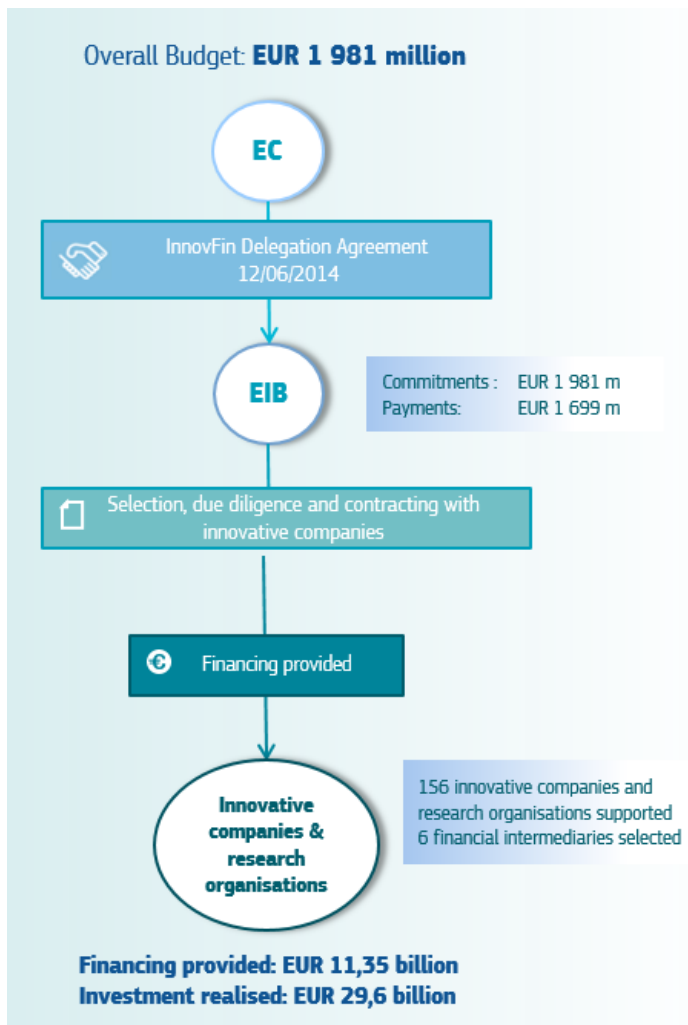 Overall Budget: EUR 1 981 million
EC
InnovFin Delegation Agreement
12/06/2014
EIB
Commitments : EUR 1 981 m
Payments: EUR 1 699 m
Selection, due diligence and contracting with
innovative companies
Financing provided
Innovative
companies &
research
organisations
156 innovative companies and
research organisations supported
6 financial intermediaries selected
Financing provided: EUR 11,35 billion
Investment realised: EUR 29,6 billion